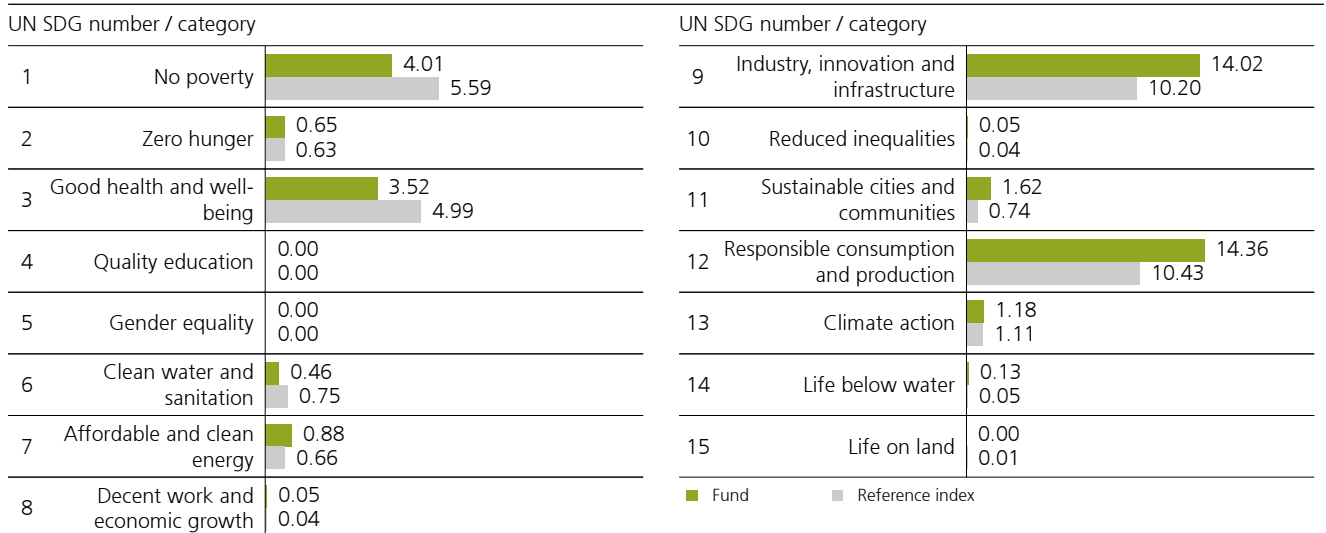 UN SDG number / category
1 No poverty 4.01
5.59
2 Zero hunger 0.65
0.63
3 Good health and well-
being 3.52
4.99
4 Quality education 0.00
0.00
5 Gender equality 0.00
0.00
6 Clean water and
sanitation 0.46
0.75
7 Affordable and clean
energy 0.88
0.66
8 Decent work and
economic growth 0.05
0.04
UN SDG number / category
9 Industry, innovation and
infrastructure 14.02
10.20
10 Reduced inequalities 0.05
0.04
11 Sustainable cities and
communities 1.62
0.74
12 Responsible consumption
and production 14.36
10.43
13 Climate action 1.18
1.11
14 Life below water 0.13
0.05
15 Life on land 0.00
0.01
Fund Reference index